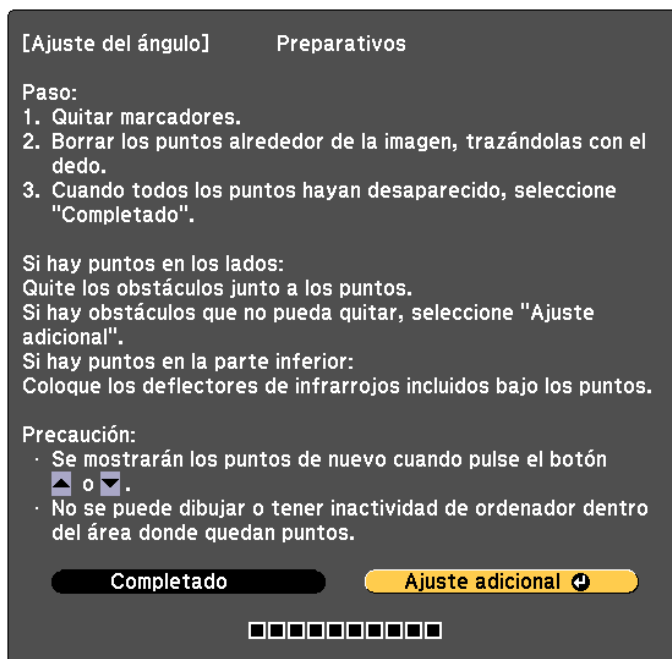 [Ajuste del ángulo] Preparativos
Paso:
1. Quitar marcadores.
2. Borrar los puntos alrededor de la imagen, trazándolas con el
dedo.
3. Cuando todos los puntos hayan desaparecido, seleccione
"Completado".
Si hay puntos en los lados:
Quite los obstáculos junto a los puntos.
Si hay obstáculos que no pueda quitar, seleccione "Ajuste
adicional".
Si hay puntos en la parte inferior:
Coloque los deflectores de infrarrojos incluidos bajo los puntos.
Precaución:
· Se mostrarán los puntos de nuevo cuando pulse el botón
▲ o ▼ .
· No se puede dibujar o tener inactividad de ordenador dentro
del área donde quedan puntos.
Completado Ajuste adicional